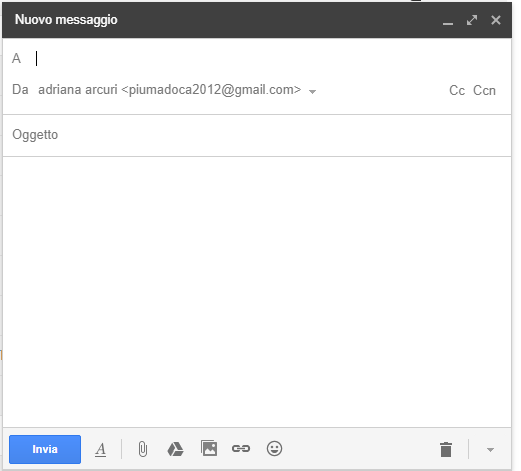 Nuovo messaggio
A
Da adriana arcuri <piumadoca2012@gmail.com> Cc Ccn
Oggetto
Invia A